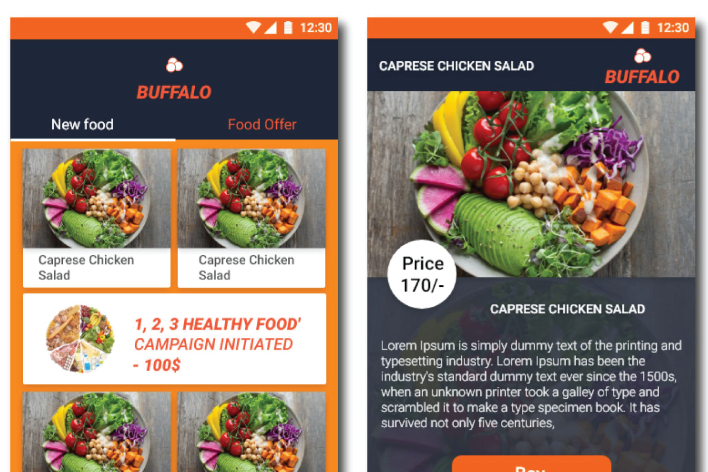 12:30
BUFFALO
New food
Food Offer
Caprese Chicken
Salad
Caprese Chicken
Salad
1, 2, 3 HEALTHY FOOD'
CAMPAIGN INITIATED
- 100$
12:30
CAPRESE CHICKEN SALAD
BUFFALO
Price
170/-
CAPRESE CHICKEN SALAD
Lorem Ipsum is simply dummy text of the printing and
typesetting industry. Lorem Ipsum has been the
industry's standard dummy text ever since the 1500s,
when an unknown printer took a galley of type and
scrambled it to make a type specimen book. It has
survived not only five centuries,